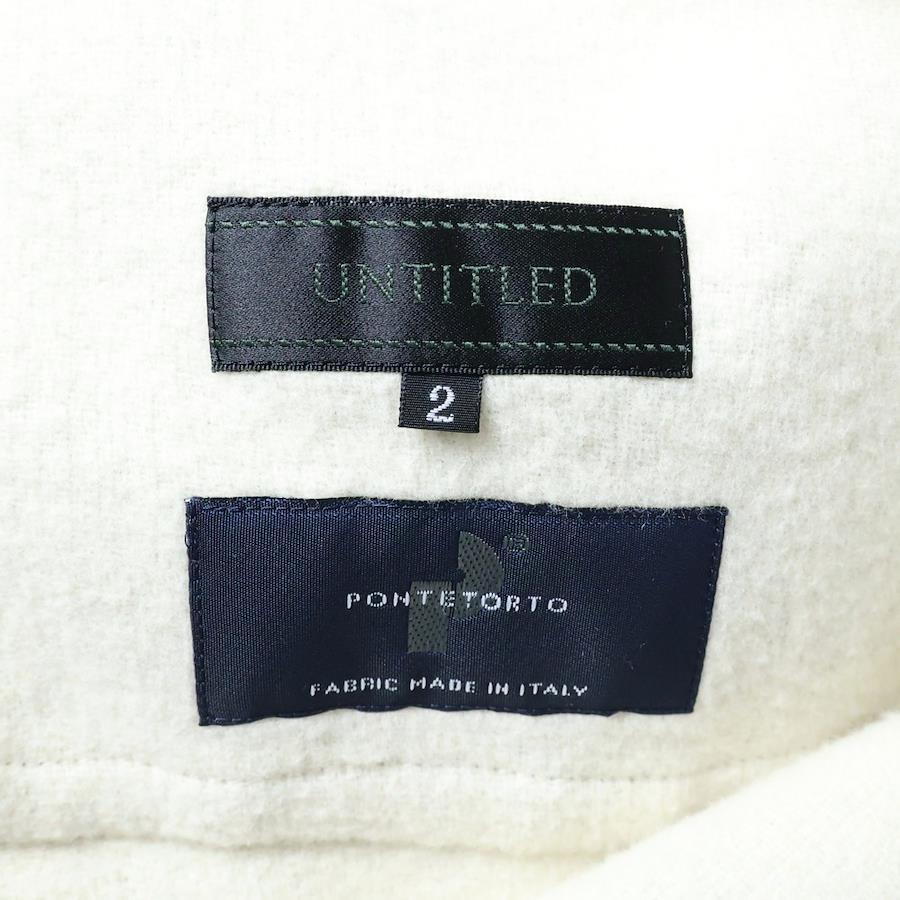 UNTITLED
2
®
PONTETORTO
FABRIC MADE IN ITALY